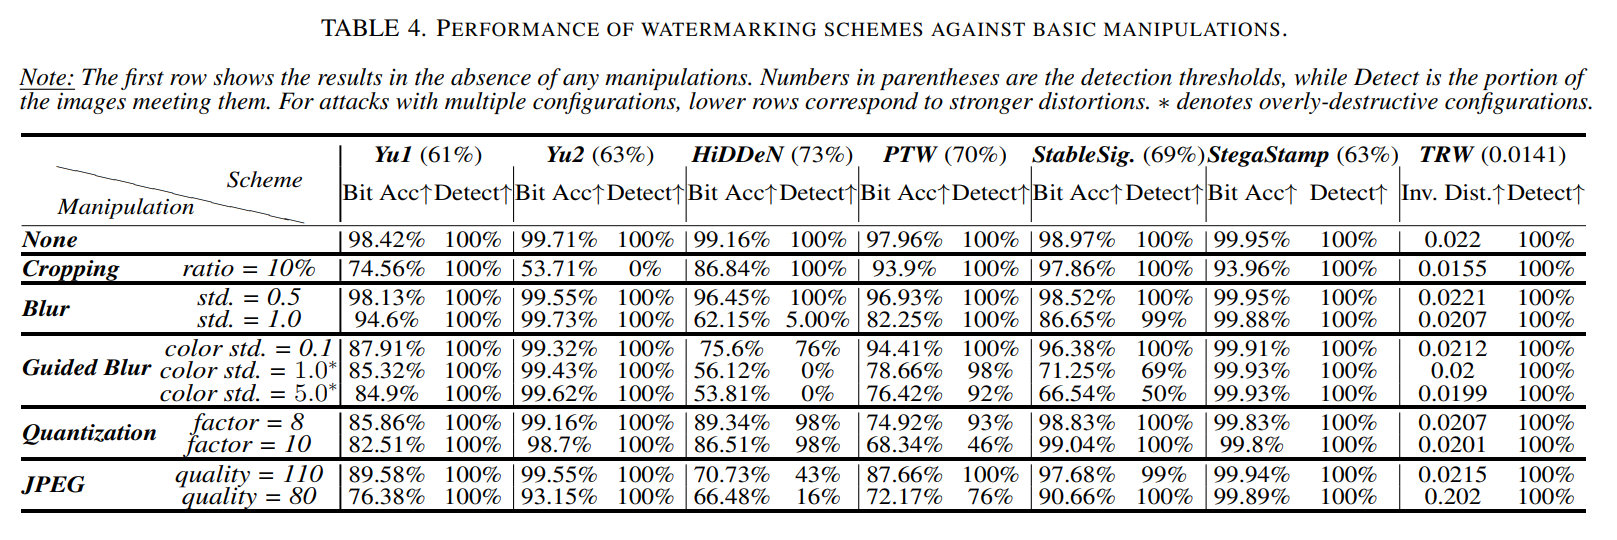 TABLE 4. PERFORMANCE OF WATERMARKING SCHEMES AGAINST BASIC MANIPULATIONS.
Note: The first row shows the results in the absence of any manipulations. Numbers in parentheses are the detection thresholds, while Detect is the portion of
the images meeting them. For attacks with multiple configurations, lower rows correspond to stronger distortions. * denotes overly-destructive configurations.
Yu1 (61%) Yu2 (63%) HiDDeN (73%) PTW (70%) StableSig. (69%) StegaStamp (63%) TRW (0.0141)
Scheme
Manipulation
Bit Acc↑ Detect↑ Bit Acc↑ Detect↑ Bit Acc↑ Detect↑ Bit Acc↑ Detect↑ Bit Acc↑ Detect↑ Bit Acc↑ Detect↑ Inv. Dist.↑ Detect↑
None 98.42% 100% 99.71% 100% 99.16% 100% 97.96% 100% 98.97% 100% 99.95% 100% 0.022 100%
Cropping ratio = 10% 74.56% 100% 53.71% 0% 86.84% 100% 93.9% 100% 97.86% 100% 93.96% 100% 0.0155 100%
Blur
std. = 0.5 98.13% 100% 99.55% 100% 96.45% 100% 96.93% 100% 98.52% 100% 99.95% 100% 0.0221 100%
std. = 1.0 94.6% 100% 99.73% 100% 62.15% 5.00% 82.25% 100% 86.65% 99% 99.88% 100% 0.0207 100%
color std. = 0.1 87.91% 100% 99.32% 100% 75.6% 76% 94.41% 100% 96.38% 100% 99.91% 100% 0.0212 100%
Guided Blur color std. = 1.0* 85.32% 100% 99.43% 100% 56.12% 0% 78.66% 98% 71.25% 69% 99.93% 100% 0.02 100%
color std. = 5.0* 84.9% 100% 99.62% 100% 53.81% 0% 76.42% 92% 66.54% 50% 99.93% 100% 0.0199 100%
Quantization
factor = 8 85.86% 100% 99.16% 100% 89.34% 98% 74.92% 93% 98.83% 100% 99.83% 100% 0.0207 100%
factor = 10 82.51% 100% 98.7% 100% 86.51% 98% 68.34% 46% 99.04% 100% 99.8% 100% 0.0201 100%
JPEG
quality = 110 89.58% 100% 99.55% 100% 70.73% 43% 87.66% 100% 97.68% 99% 99.94% 100% 0.0215 100%
quality = 80 76.38% 100% 93.15% 100% 66.48% 16% 72.17% 76% 90.66% 100% 99.89% 100% 0.202 100%